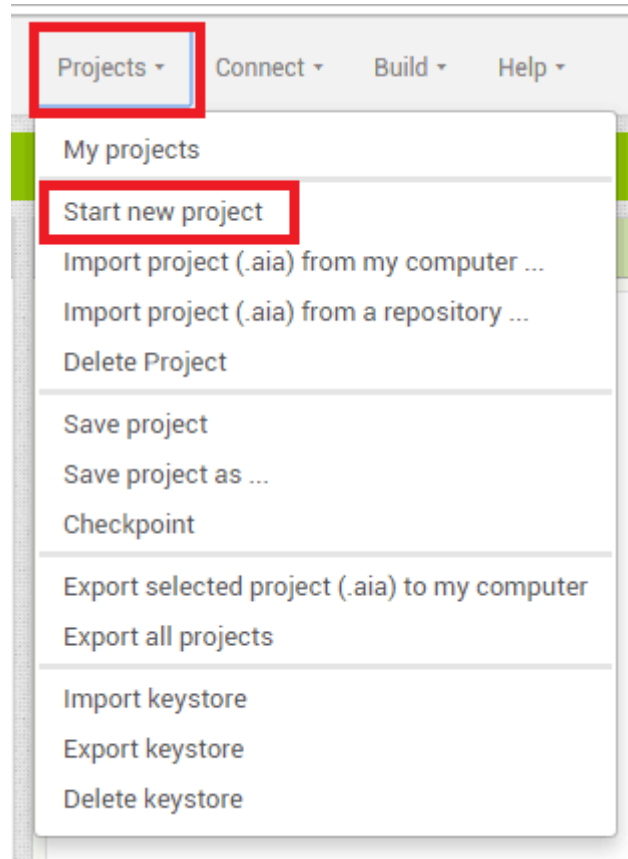 Projects Connect Build Help
My projects
Start new project
Import project (.aia) from my computer ...
Import project (.aia) from a repository ...
Delete Project
Save project
Save project as ...
Checkpoint
Export selected project (.aia) to my computer
Export all projects
Import keystore
Export keystore
Delete keystore